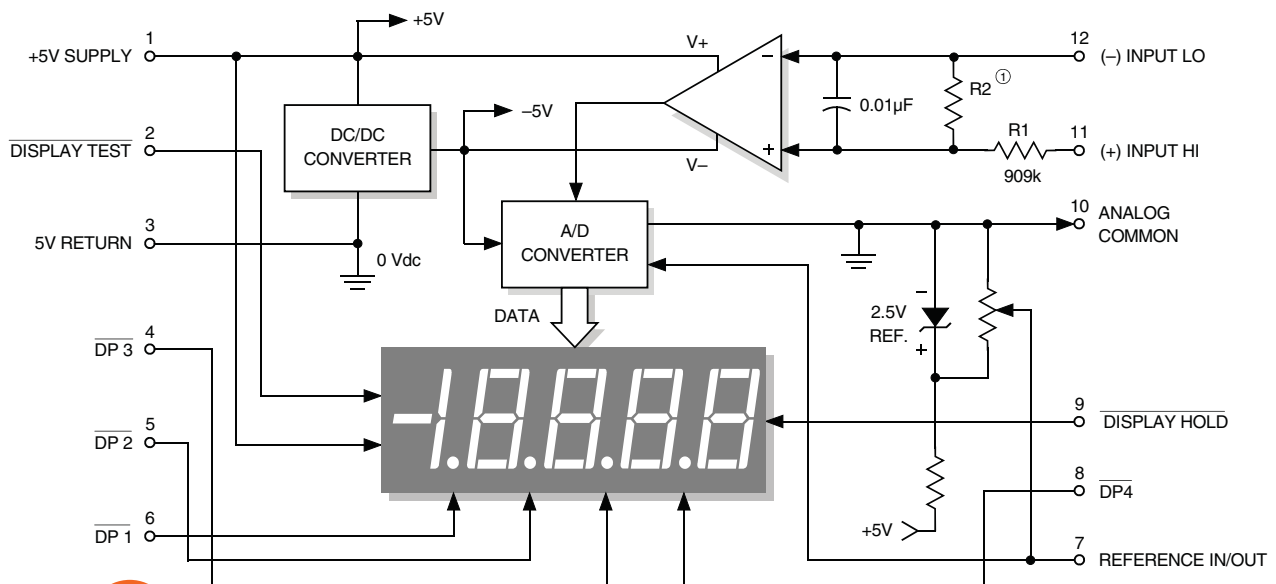 +5V
1
+5V SUPPLY
V+
12
(–) INPUT LO
R2 ①
0.01µF
–5V
DC/DC
CONVERTER
2
DISPLAY TEST
V–
R1
909k
11
(+) INPUT HI
10
ANALOG
COMMON
A/D
CONVERTER
3
5V RETURN
0 Vdc
DATA
2.5V
REF.
–
+
4
DP 3
-1.8.8.8.8
5
DP 2
9
DISPLAY HOLD
8
DP4
6
DP 1
+5V
7
REFERENCE IN/OUT